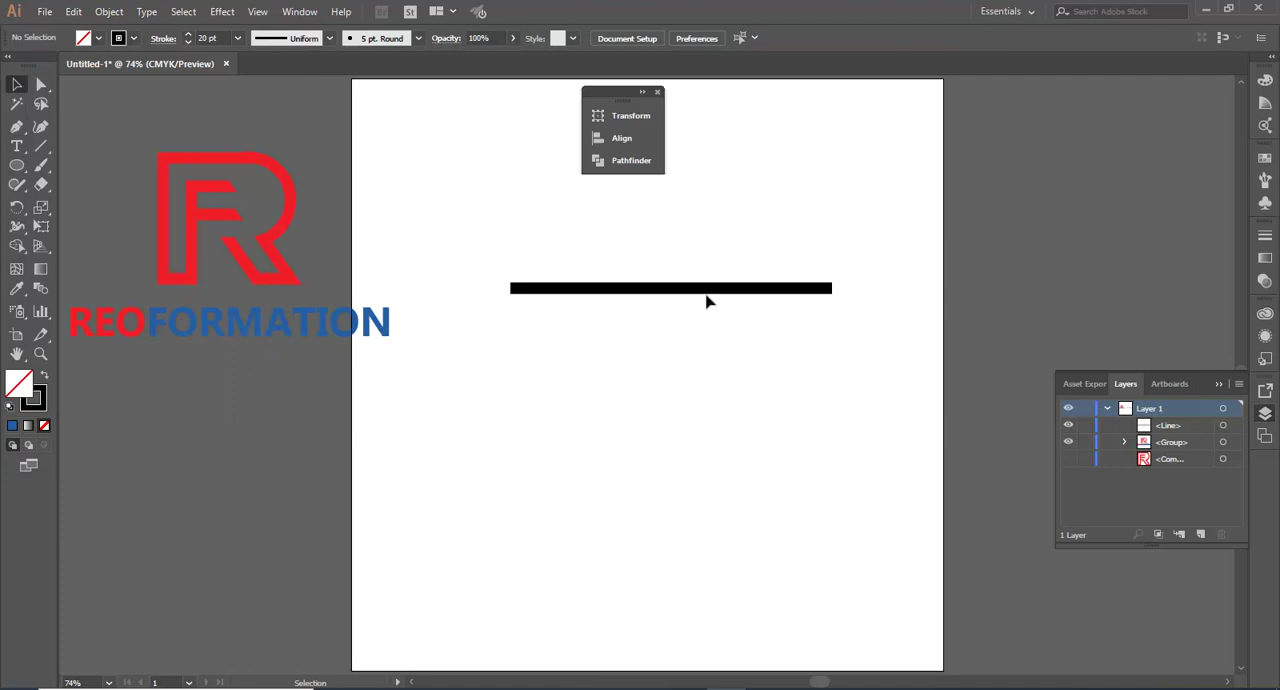 Ai File Edit Object Type Select Effect View Window Help Br St Essentials Search Adobe Stock
No Selection Stroke: 20 pt Uniform 5 pt. Round Opacity: 100% Style: Document Setup Preferences
Untitled-1* @ 74% (CMYK/Preview)
Transform
Align
Pathfinder
REOFORMATION
Asset Expor Layers Artboards
Layer 1
<Line>
<Group>
<Com...
1 Layer
74% 1 Selection